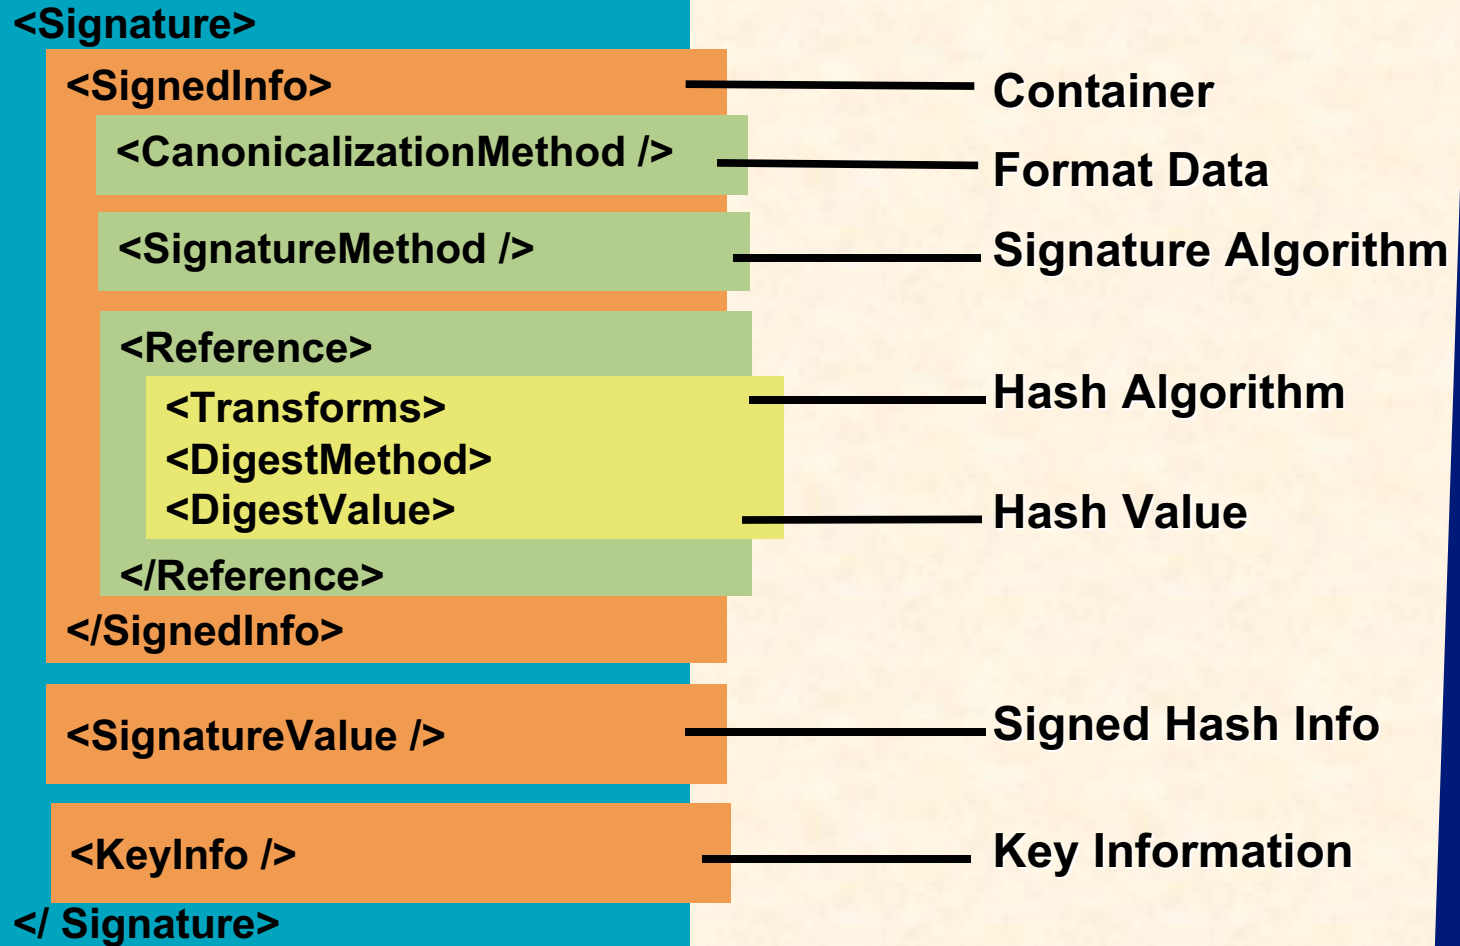 <Signature>
<SignedInfo>
Container
<CanonicalizationMethod />
Format Data
<SignatureMethod />
Signature Algorithm
<Reference>
<Transforms>
Hash Algorithm
<DigestMethod>
<DigestValue>
Hash Value
</Reference>
</SignedInfo>
<SignatureValue />
Signed Hash Info
<KeyInfo />
Key Information
</ Signature>